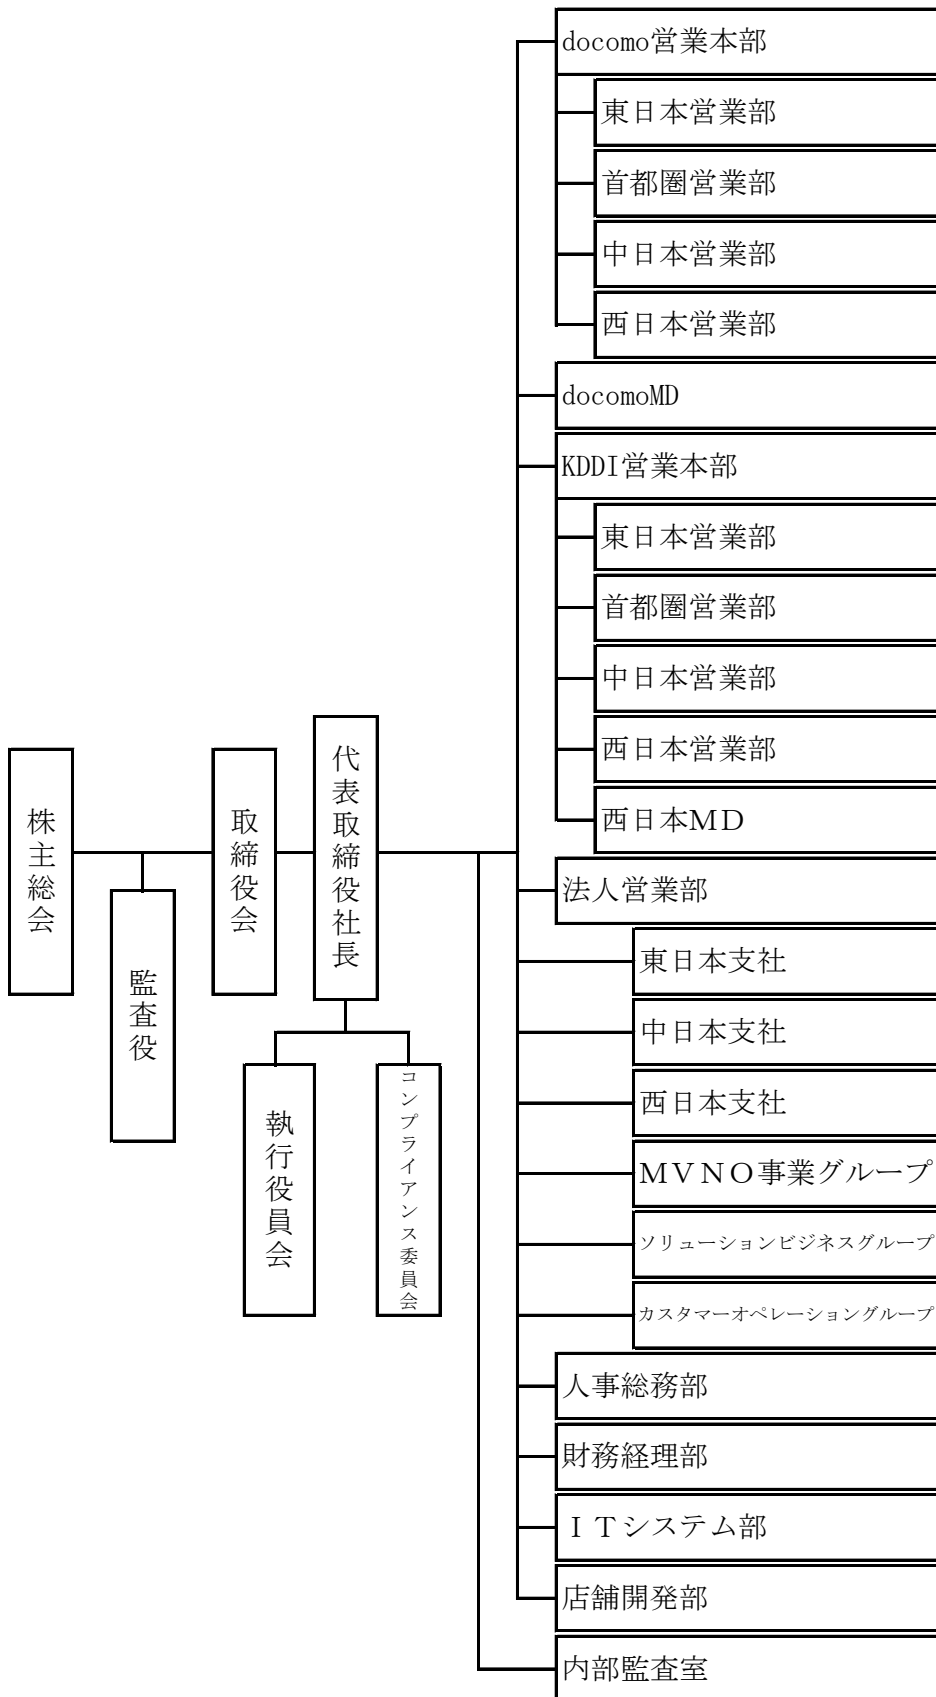 株主総会
監査役
取締役会
代表取締役社長
執行役員会
コンプライアンス委員会
docomo営業本部
東日本営業部
首都圏営業部
中日本営業部
西日本営業部
docomoMD
KDDI営業本部
東日本営業部
首都圏営業部
中日本営業部
西日本営業部
西日本ＭＤ
法人営業部
東日本支社
中日本支社
西日本支社
ＭＶＮＯ事業グループ
ソリューションビジネスグループ
カスタマーオペレーショングループ
人事総務部
財務経理部
ＩＴシステム部
店舗開発部
内部監査室